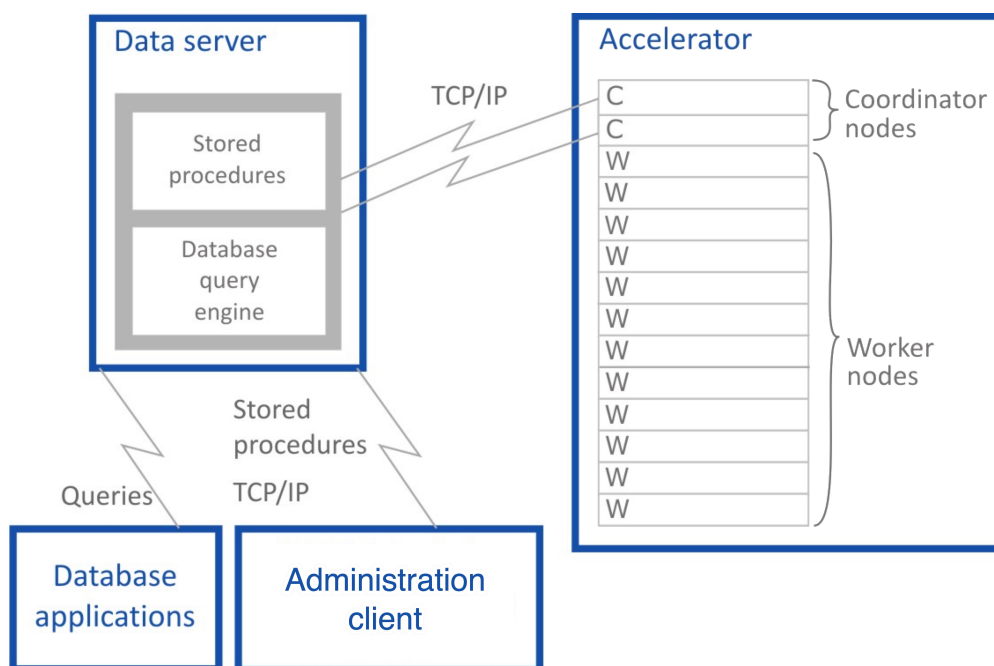 Data server
Stored
procedures
Database
query
engine
TCP/IP
Accelerator
C
C
W
W
W
W
W
W
W
W
W
W
W
W
Coordinator
nodes
Worker
nodes
Queries
Stored
procedures
TCP/IP
Database
applications
Administration
client